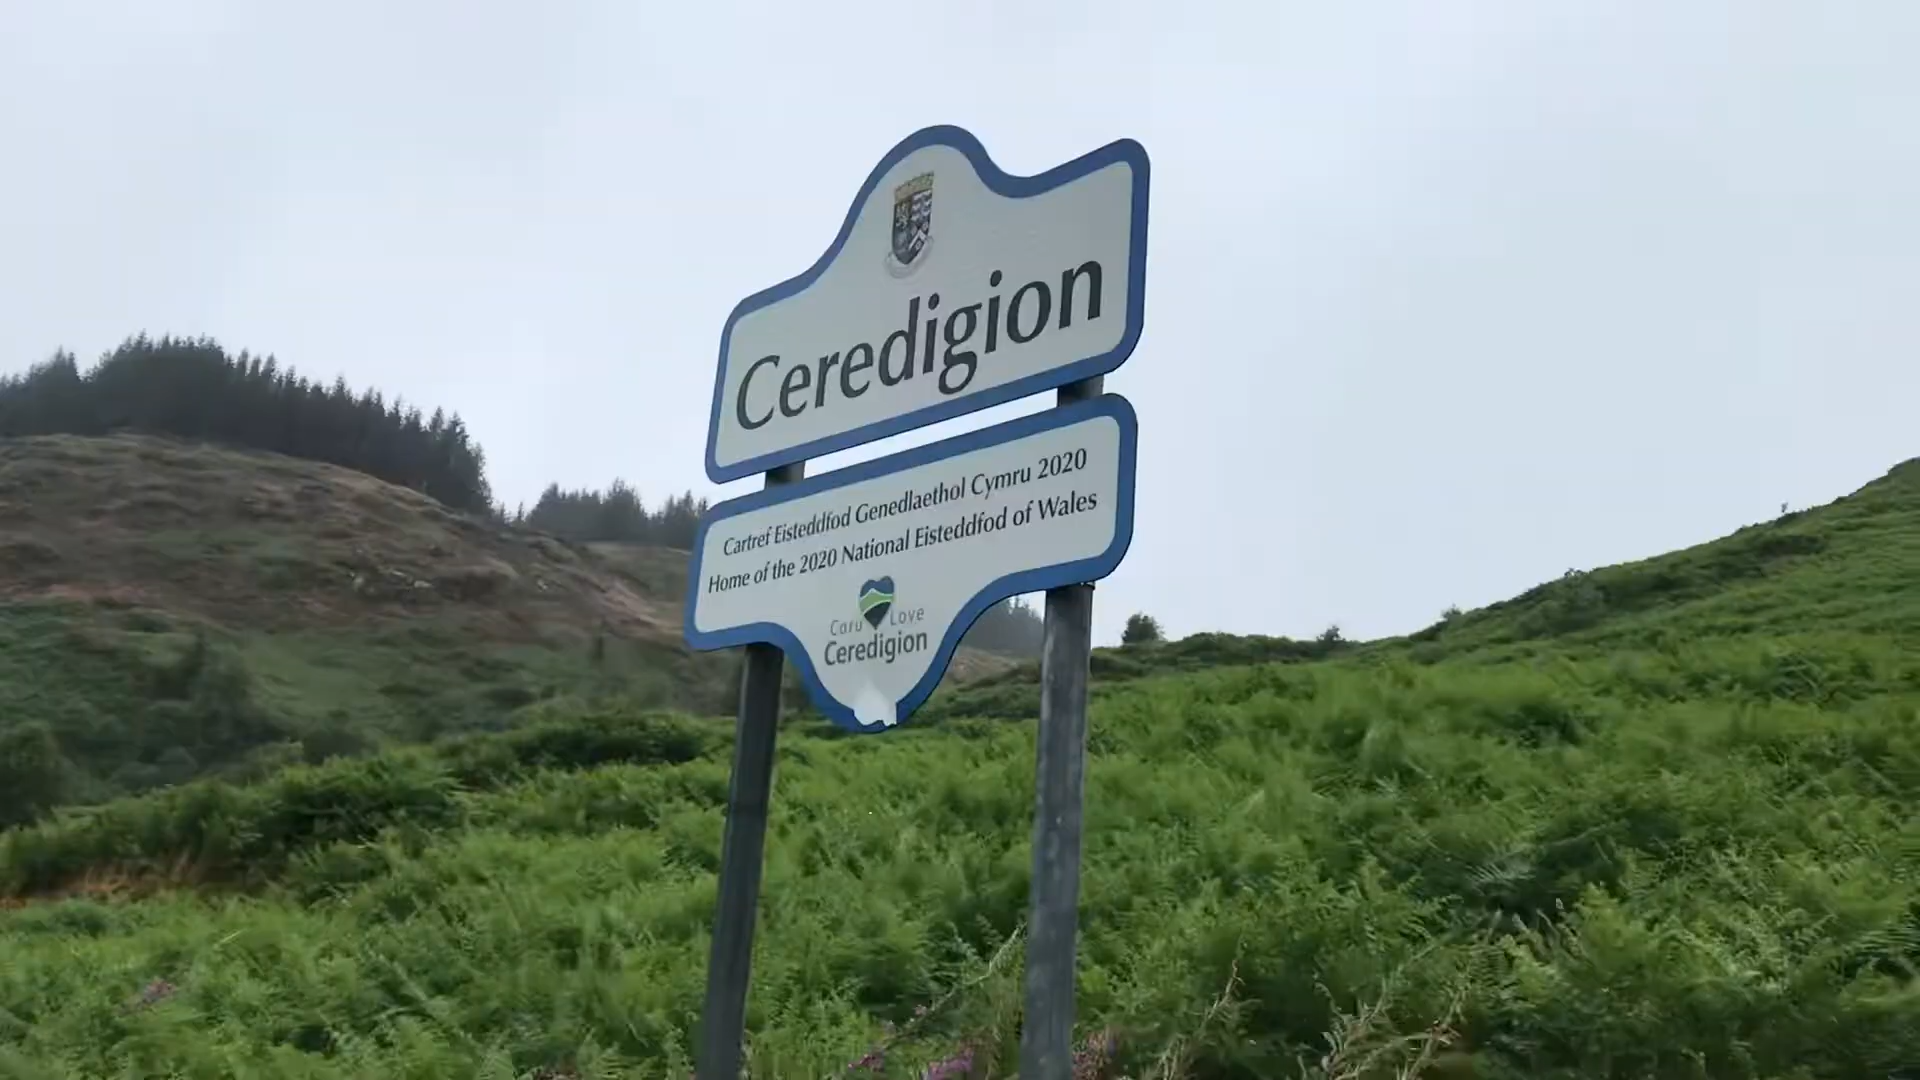 Ceredigion
Cartref Eisteddfod Genedlaethol Cymru 2020
Home of the 2020 National Eisteddfod of Wales
Caru Love
Ceredigion